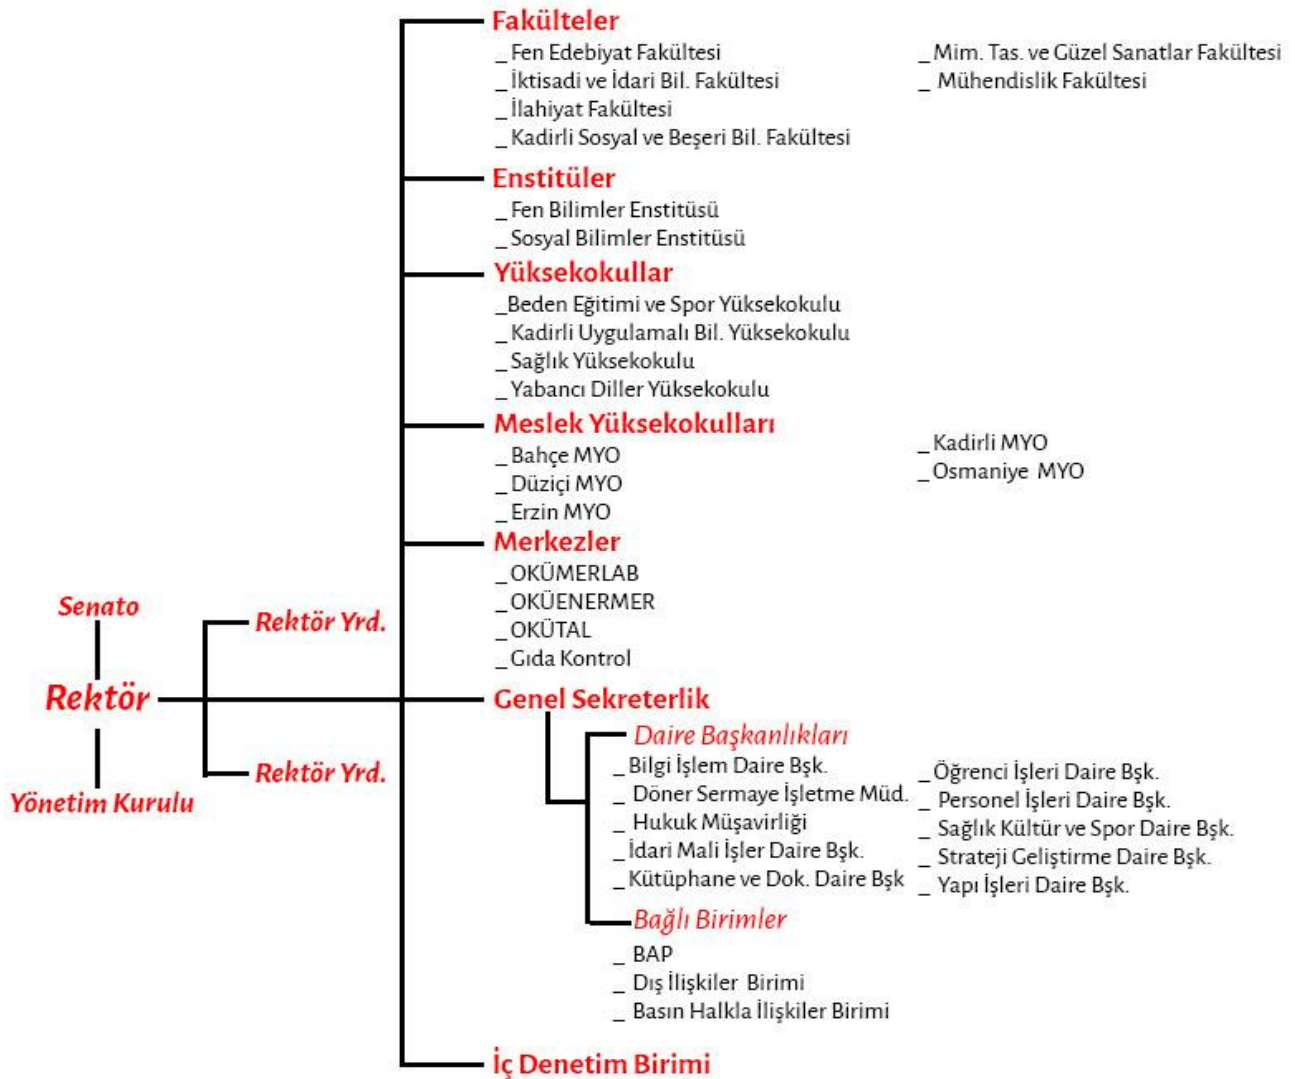 Fakülteler
_ Fen Edebiyat Fakültesi
_ İktisadi ve İdari Bil. Fakültesi
_ İlahiyat Fakültesi
_ Kadirli Sosyal ve Beşeri Bil. Fakültesi
_ Mim. Tas. ve Güzel Sanatlar Fakültesi
_ Mühendislik Fakültesi
Enstitüler
_ Fen Bilimler Enstitüsü
_ Sosyal Bilimler Enstitüsü
Yüksekokullar
_Beden Eğitimi ve Spor Yüksekokulu
_ Kadirli Uygulamalı Bil. Yüksekokulu
_ Sağlık Yüksekokulu
_ Yabancı Diller Yüksekokulu
Meslek Yüksekokulları
_ Bahçe MYO
_ Düziçi MYO
_ Erzin MYO
_ Kadirli MYO
_ Osmaniye MYO
Merkezler
_ OKÜMERLAB
_ OKÜENERMER
_ OKÜTAL
_ Gıda Kontrol
Senato
Rektör
Yönetim Kurulu
Rektör Yrd.
Rektör Yrd.
Genel Sekreterlik
Daire Başkanlıkları
_ Bilgi İşlem Daire Bşk.
_ Döner Sermaye İşletme Müd.
_ Hukuk Müşavirliği
_ İdari Mali İşler Daire Bşk.
_ Kütüphane ve Dok. Daire Bşk
_ Öğrenci İşleri Daire Bşk.
_ Personel İşleri Daire Bşk.
_ Sağlık Kültür ve Spor Daire Bşk.
_ Strateji Geliştirme Daire Bşk.
_ Yapı İşleri Daire Bşk.
Bağlı Birimler
_ BAP
_ Dış İlişkiler Birimi
_ Basın Halkla İlişkiler Birimi
İç Denetim Birimi